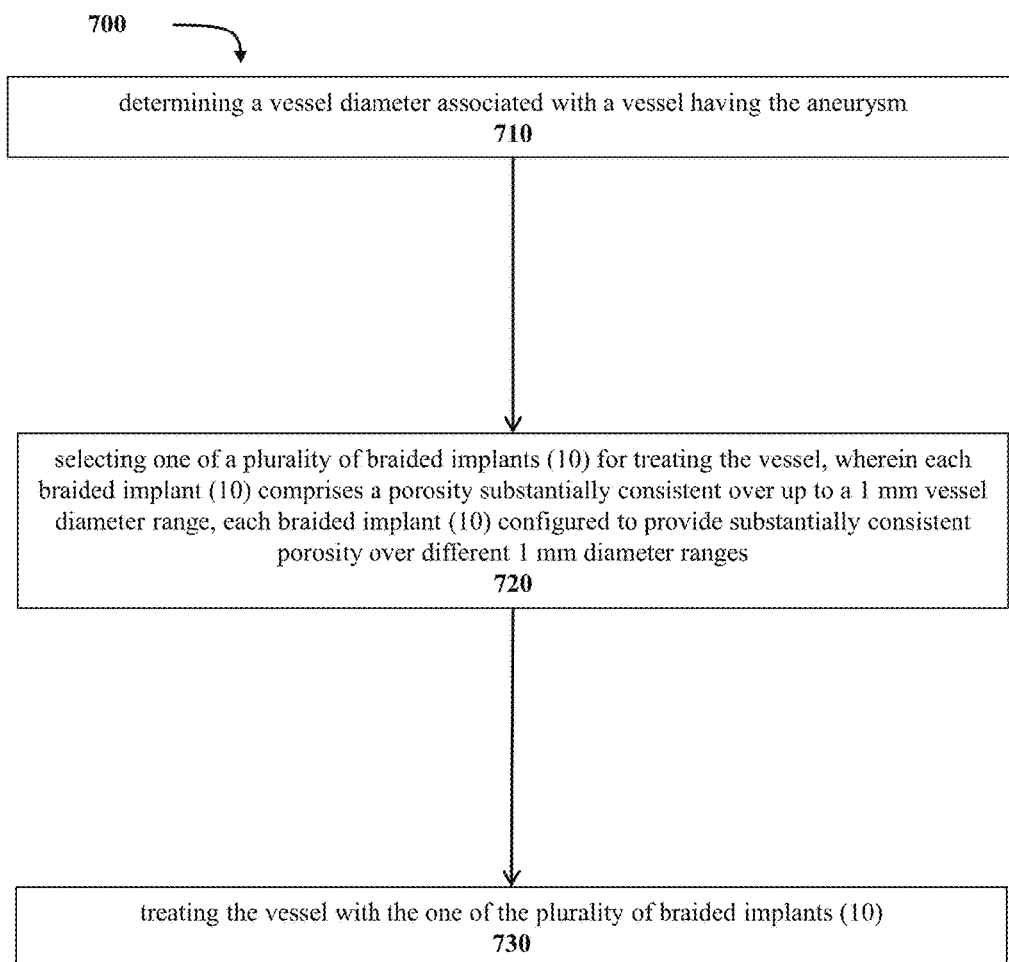 700
determining a vessel diameter associated with a vessel having the aneurysm
710
selecting one of a plurality of braided implants (10) for treating the vessel, wherein each
braided implant (10) comprises a porosity substantially consistent over up to a 1 mm vessel
diameter range, each braided implant (10) configured to provide substantially consistent
porosity over different 1 mm diameter ranges
720
treating the vessel with the one of the plurality of braided implants (10)
730